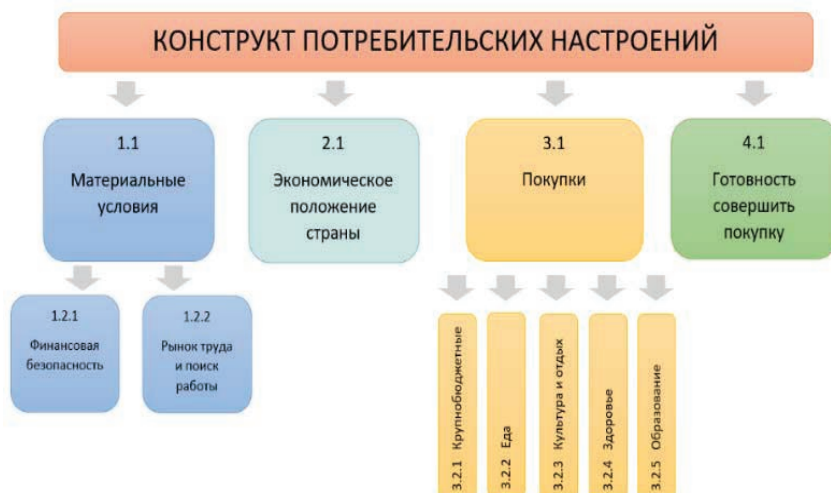 КОНСТРУКТ ПОТРЕБИТЕЛЬСКИХ НАСТРОЕНИЙ
1.1
Материальные
условия
2.1
Экономическое
положение
страны
3.1
Покупки
4.1
Готовность
совершить
покупку
1.2.1
Финансовая
безопасность
1.2.2
Рынок труда
и поиск
работы
3.2.1 Крупнобюджетные
3.2.2 Еда
3.2.3 Культура и отдых
3.2.4 Здоровье
3.2.5 Образование